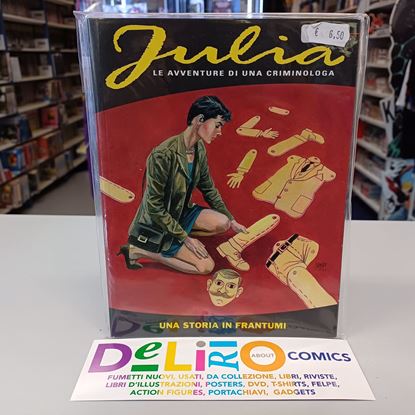 € 6,50
Julia
LE AVVENTURE DI UNA CRIMINOLOGA
UNA STORIA IN FRANTUMI
DeLiRIO ABOUT COMICS
FUMETTI NUOVI, USATI, DA COLLEZIONE, LIBRI, RIVISTE,
LIBRI D'ILLUSTRAZIONI, POSTERS, DVD, T-SHIRTS, FELPE,
ACTION FIGURES, PORTACHIAVI, GADGETS